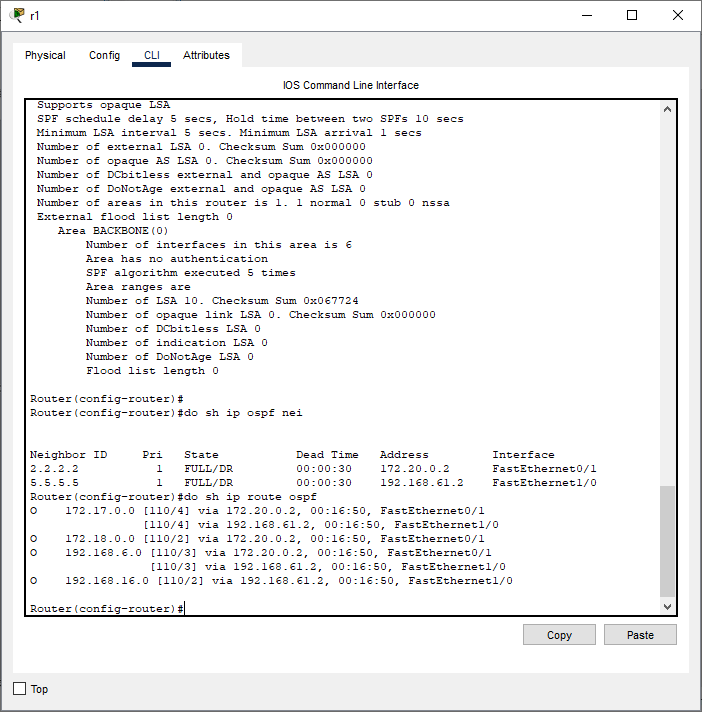 r1
Physical Config CLI Attributes
IOS Command Line Interface
Supports opaque LSA
SPF schedule delay 5 secs, Hold time between two SPFs 10 secs
Minimum LSA interval 5 secs. Minimum LSA arrival 1 secs
Number of external LSA 0. Checksum Sum 0x000000
Number of opaque AS LSA 0. Checksum Sum 0x000000
Number of DCbitless external and opaque AS LSA 0
Number of DoNotAge external and opaque AS LSA 0
Number of areas in this router is 1. 1 normal 0 stub 0 nssa
External flood list length 0
Area BACKBONE(0)
Number of interfaces in this area is 6
Area has no authentication
SPF algorithm executed 5 times
Area ranges are
Number of LSA 10. Checksum Sum 0x067724
Number of opaque link LSA 0. Checksum Sum 0x000000
Number of DCbitless LSA 0
Number of indication LSA 0
Number of DoNotAge LSA 0
Flood list length 0
Router(config-router)#
Router(config-router)#do sh ip ospf nei
Neighbor ID Pri State Dead Time Address Interface
2.2.2.2 1 FULL/DR 00:00:30 172.20.0.2 FastEthernet0/1
5.5.5.5 1 FULL/DR 00:00:30 192.168.61.2 FastEthernet1/0
Router(config-router)#do sh ip route ospf
O 172.17.0.0 [110/4] via 172.20.0.2, 00:16:50, FastEthernet0/1
[110/4] via 192.168.61.2, 00:16:50, FastEthernet1/0
O 172.18.0.0 [110/2] via 172.20.0.2, 00:16:50, FastEthernet0/1
O 192.168.6.0 [110/3] via 172.20.0.2, 00:16:50, FastEthernet0/1
[110/3] via 192.168.61.2, 00:16:50, FastEthernet1/0
O 192.168.16.0 [110/2] via 192.168.61.2, 00:16:50, FastEthernet1/0
Router(config-router)#
Copy Paste
Top